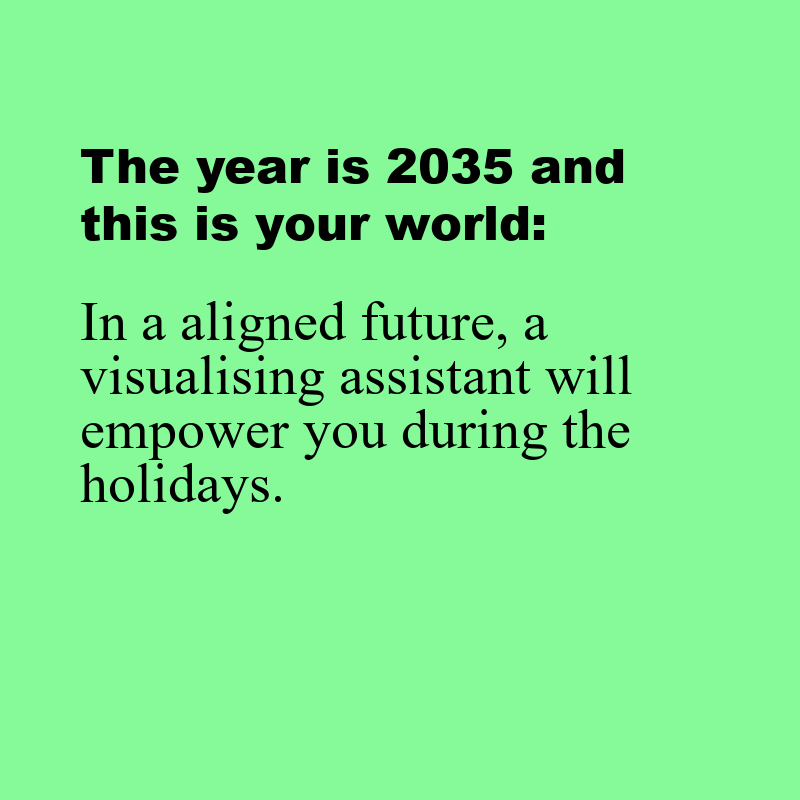 The year is 2035 and
this is your world:
In a aligned future, a
visualising assistant will
empower you during the
holidays.